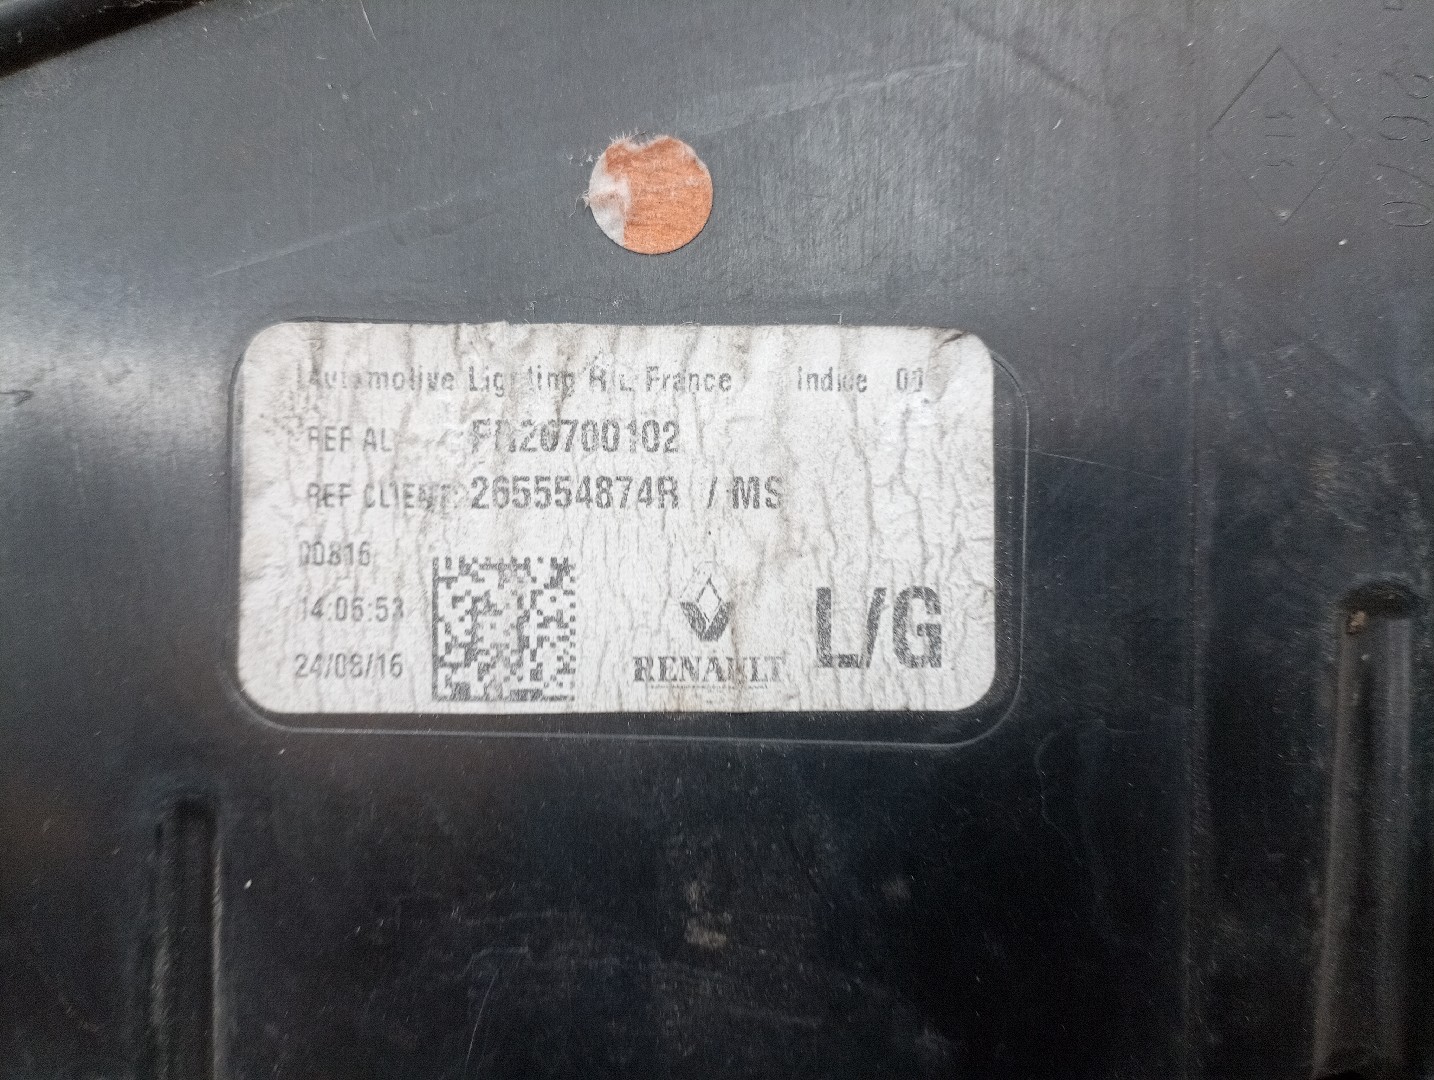 Automotive Lighting R/L France Indice 00
REF AL FR20700102
REF CLIENT: 265554874R / MS
00816
14:06:53
24/08/16
RENAULT
L/G